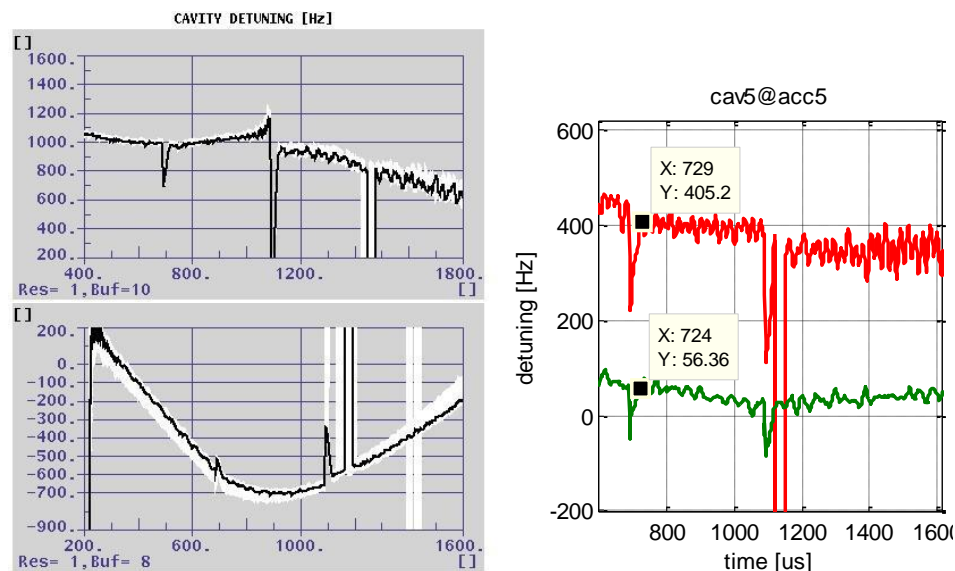 CAVITY DETUNING [Hz]
[]
1600.
1400.
1200.
1000.
800.
600.
400.
200.
400. 800. 1200. 1800.
Res= 1,Buf=10 []
[]
200.
0.
-100.
-200.
-300.
-400.
-500.
-600.
-700.
-900.
200. 600. 1000. 1600.
Res= 1,Buf= 8 []
cav5@acc5
600
400
200
0
-200
detuning [Hz]
X: 729
Y: 405.2
X: 724
Y: 56.36
800 1000 1200 1400 1600
time [us]